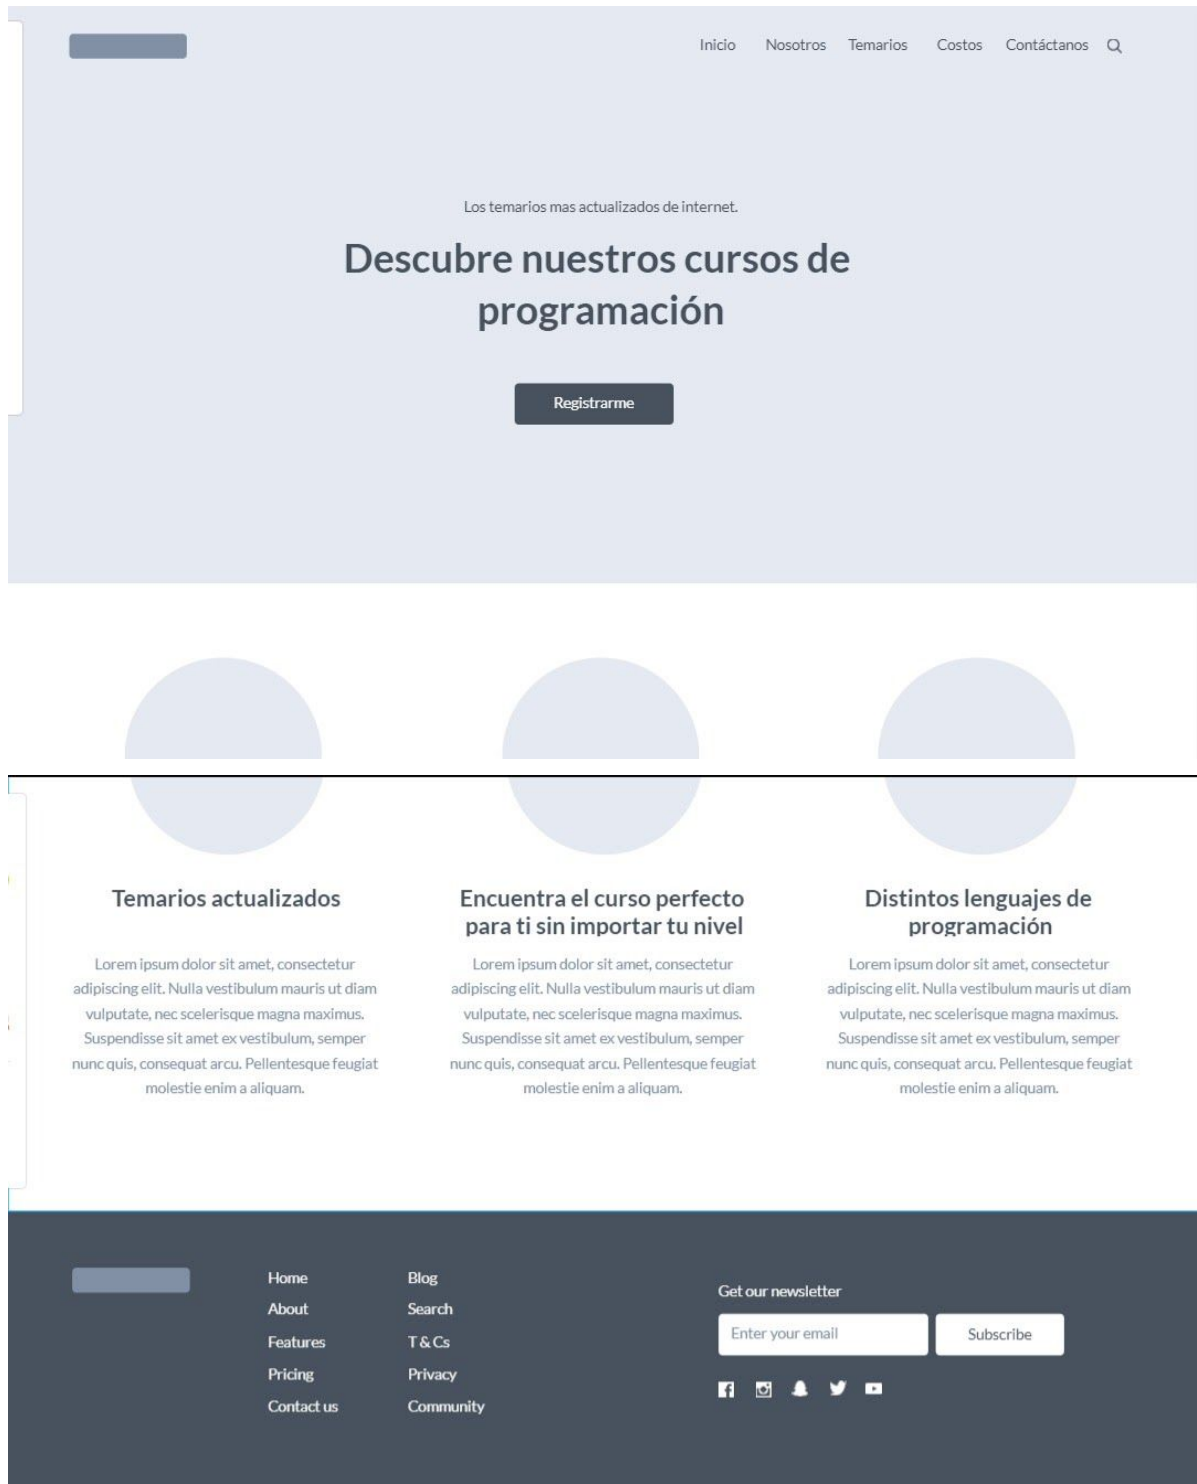 Inicio Nosotros Temarios Costos Contáctanos
Los temarios mas actualizados de internet.
Descubre nuestros cursos de
programación
Registrarme
Temarios actualizados
Lorem ipsum dolor sit amet, consectetur
adipiscing elit. Nulla vestibulum mauris ut diam
vulputate, nec scelerisque magna maximus.
Suspendisse sit amet ex vestibulum, semper
nunc quis, consequat arcu. Pellentesque feugiat
molestie enim a aliquam.
Encuentra el curso perfecto
para ti sin importar tu nivel
Lorem ipsum dolor sit amet, consectetur
adipiscing elit. Nulla vestibulum mauris ut diam
vulputate, nec scelerisque magna maximus.
Suspendisse sit amet ex vestibulum, semper
nunc quis, consequat arcu. Pellentesque feugiat
molestie enim a aliquam.
Distintos lenguajes de
programación
Lorem ipsum dolor sit amet, consectetur
adipiscing elit. Nulla vestibulum mauris ut diam
vulputate, nec scelerisque magna maximus.
Suspendisse sit amet ex vestibulum, semper
nunc quis, consequat arcu. Pellentesque feugiat
molestie enim a aliquam.
Home
About
Features
Pricing
Contact us
Blog
Search
T & Cs
Privacy
Community
Get our newsletter
Enter your email
Subscribe